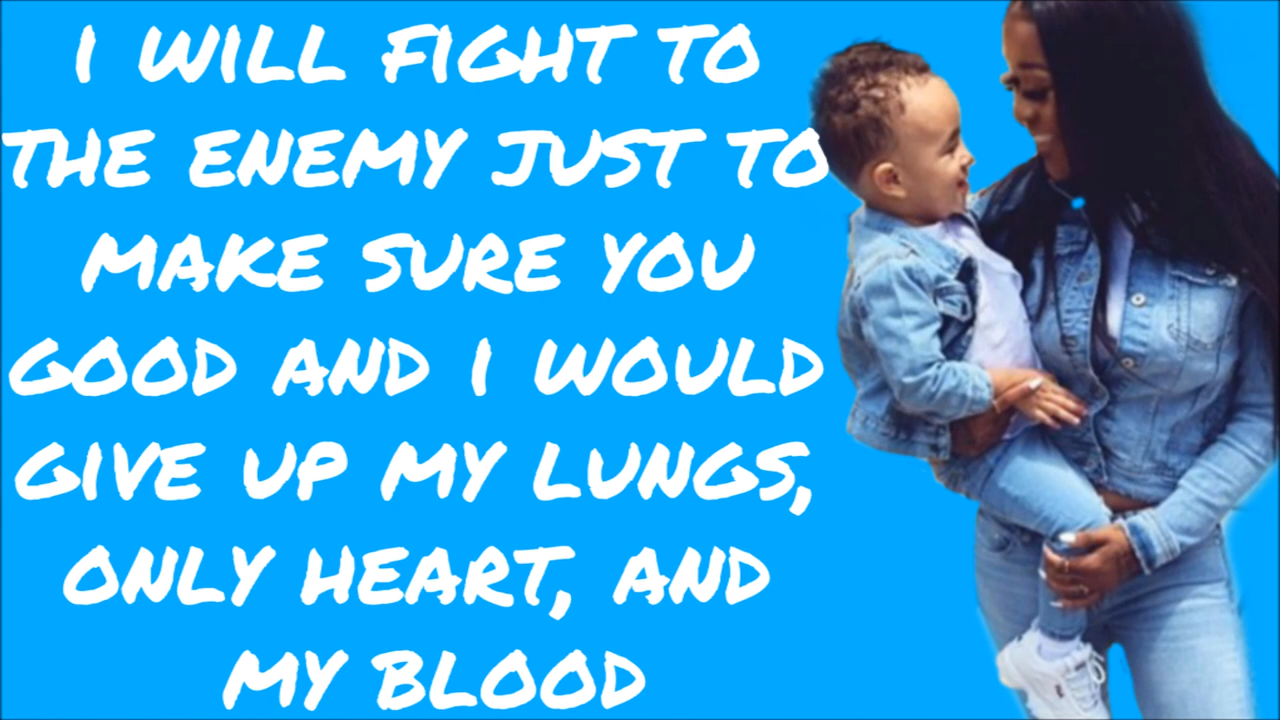 I WILL FIGHT TO
THE ENEMY JUST TO
MAKE SURE YOU
GOOD AND I WOULD
GIVE UP MY LUNGS,
ONLY HEART, AND
MY BLOOD